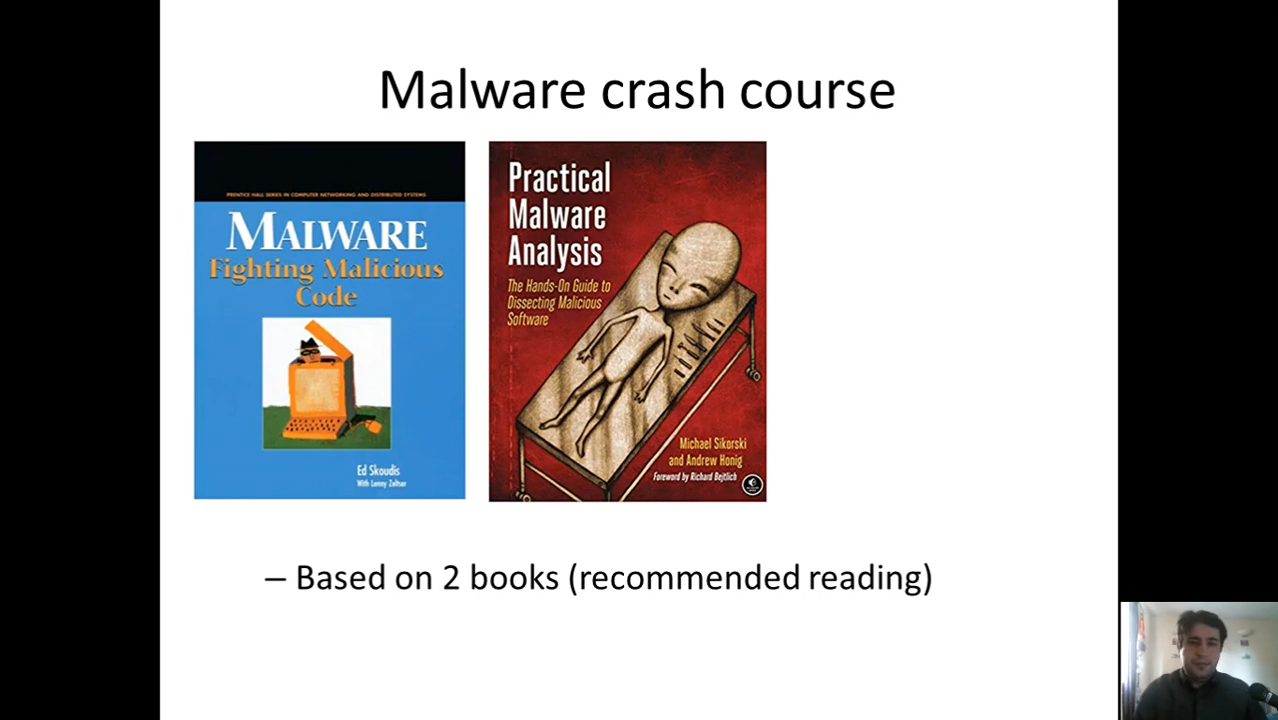 Malware crash course
PRENTICE HALL SERIES IN COMPUTER NETWORKING AND DISTRIBUTED SYSTEMS
MALWARE
Fighting Malicious
Code
Ed Skoudis
With Lenny Zeltser
Practical
Malware
Analysis
The Hands-On Guide to
Dissecting Malicious
Software
Michael Sikorski
and Andrew Honig
Foreword by Richard Bejtlich
– Based on 2 books (recommended reading)